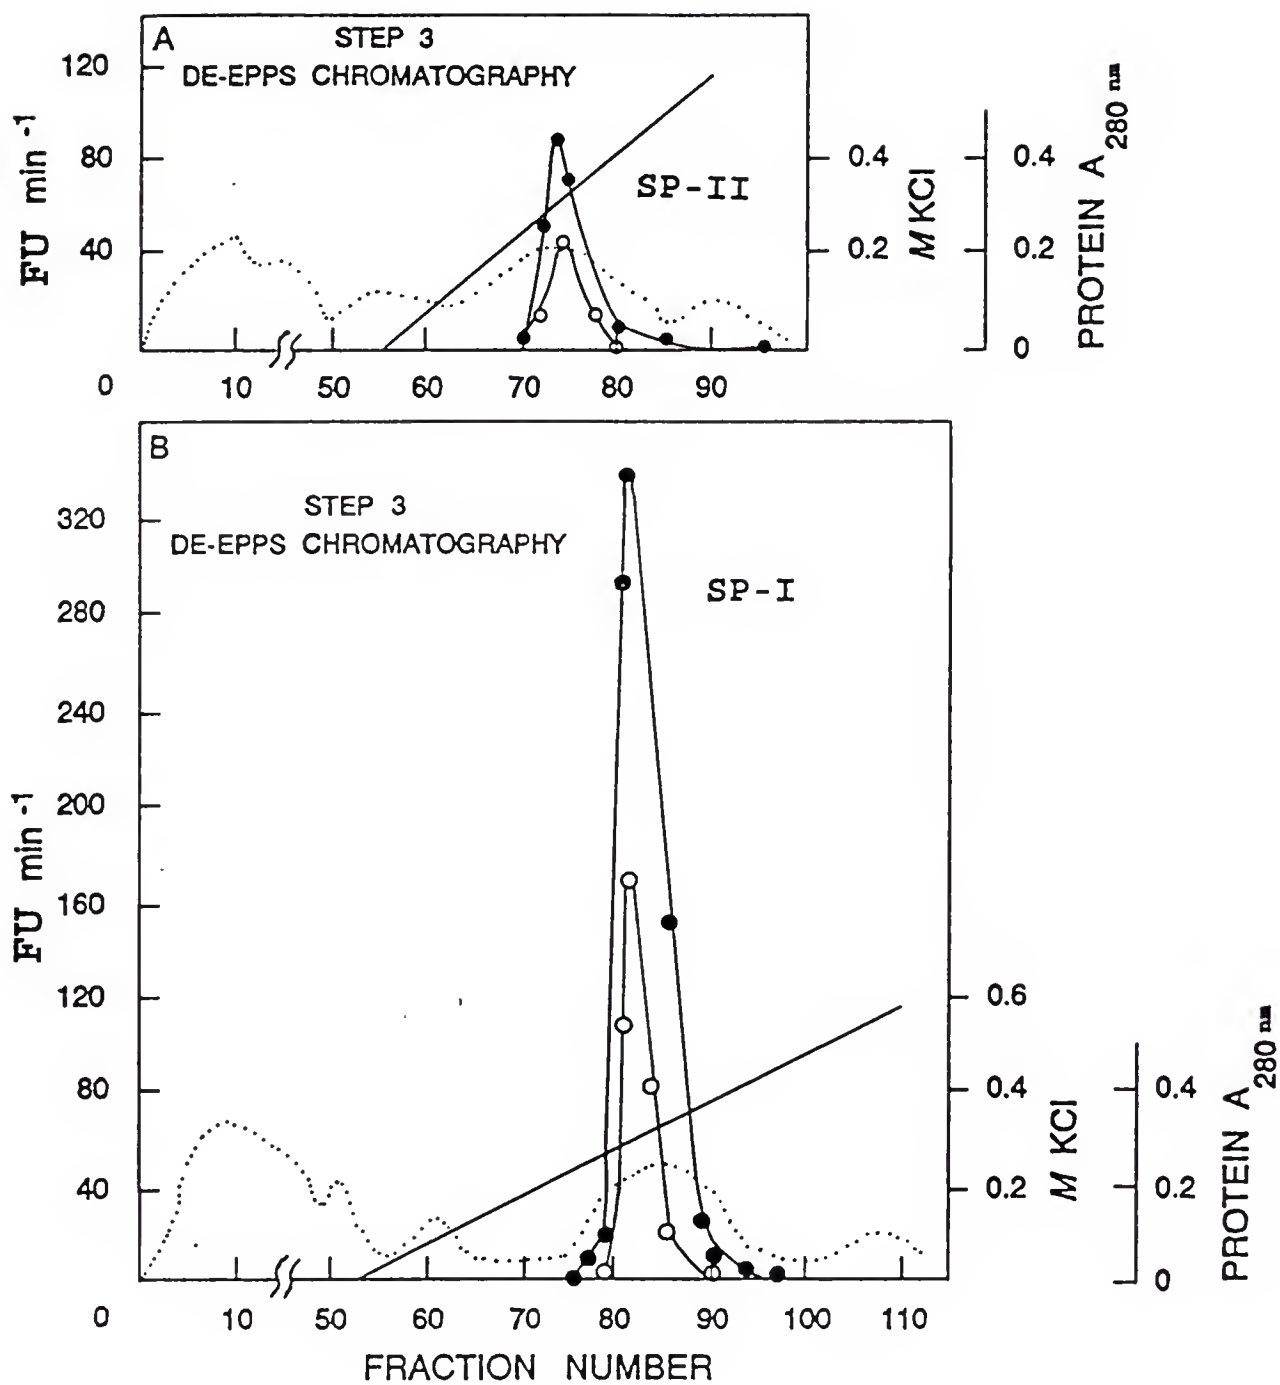 A
STEP 3
DE-EPPS CHROMATOGRAPHY
SP-II
FU min -1
120
80
40
0 10 50 60 70 80 90
0.4
0.2
M KCl
0.4
0.2
0
PROTEIN A 280 nm
B
STEP 3
DE-EPPS CHROMATOGRAPHY
SP-I
FU min -1
320
280
240
200
160
120
80
40
0 10 50 60 70 80 90 100 110
FRACTION NUMBER
0.6
0.4
0.2
M KCl
0.4
0.2
0
PROTEIN A 280 nm